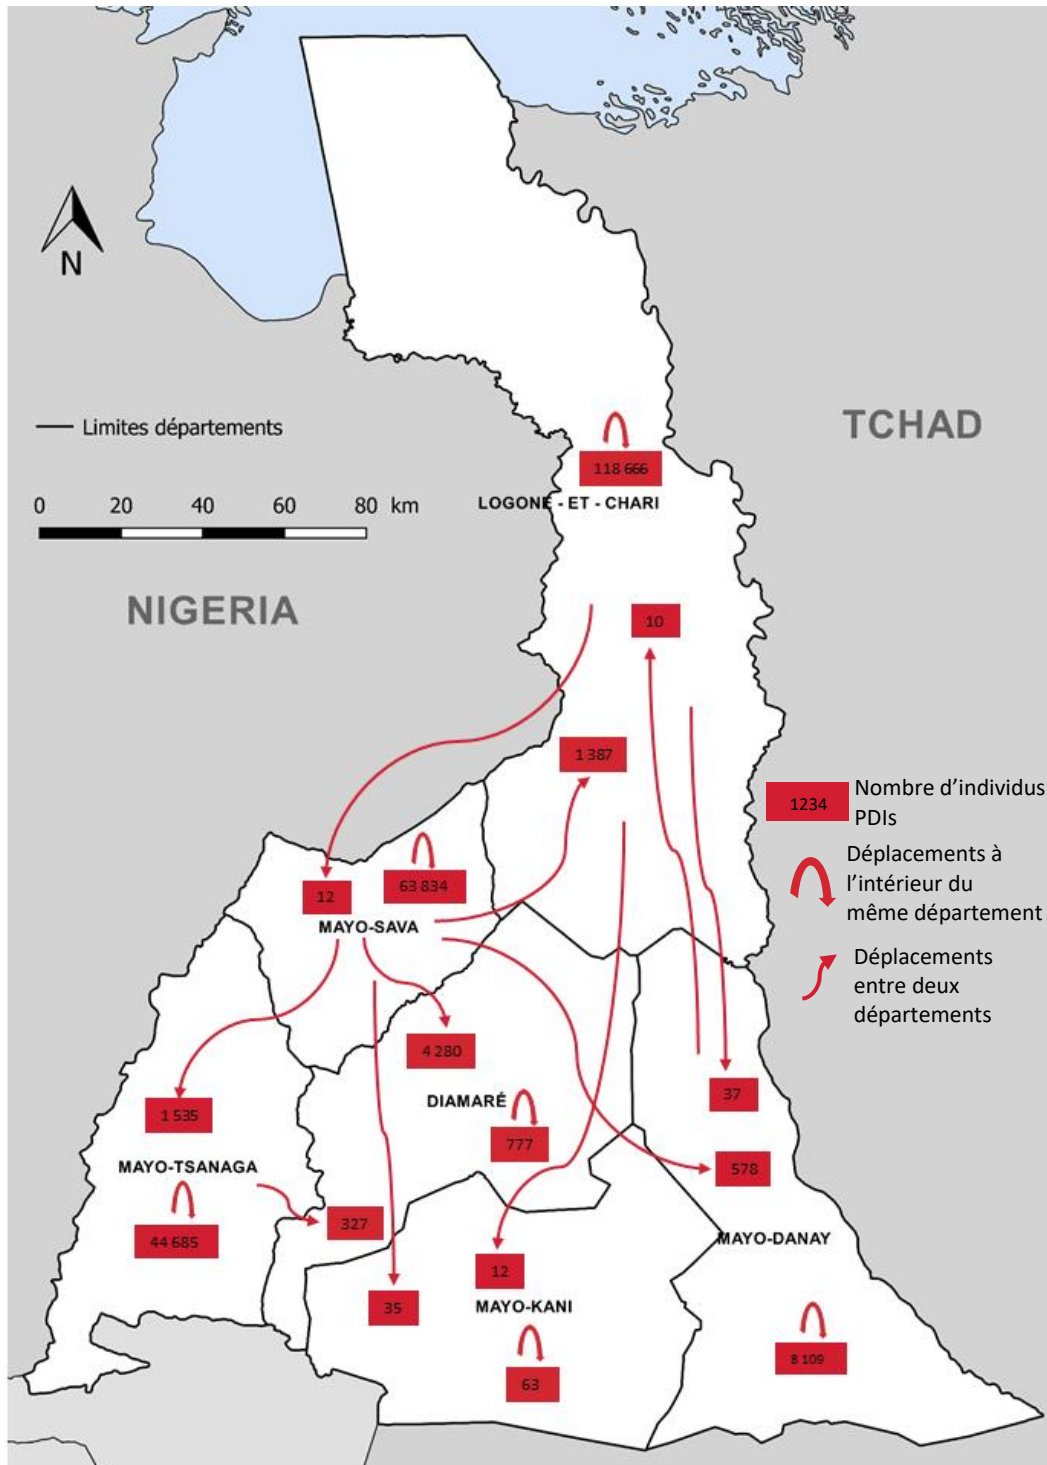 N
TCHAD
Limites départements
118 666
LOGONE - ET - CHARI
0 20 40 60 80 km
NIGERIA
10
1 387
1234
Nombre d’individus
PDIs
Déplacements à
l’intérieur du
même département
Déplacements
entre deux
départements
12
63 834
MAYO-SAVA
4 280
DIAMARÉ
777
37
578
1 535
MAYO-TSANAGA
44 685
327
MAYO-DANAY
12
35
MAYO-KANI
63
8 109